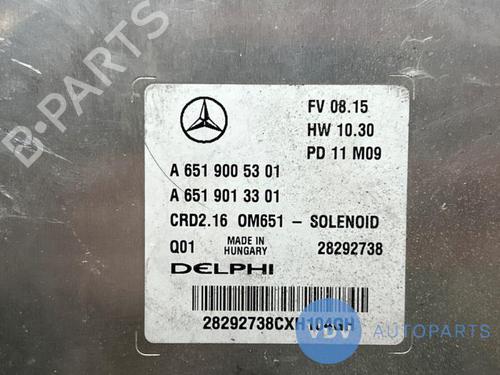 FV 08.15
HW 10.30
PD 11 M09
A 651 900 53 01
A 651 901 33 01
CRD2.16 OM651 - SOLENOID
Q01 MADE IN HUNGARY 28292738
DELPHI
28292738CXH104GH
VDV AUTOPARTS